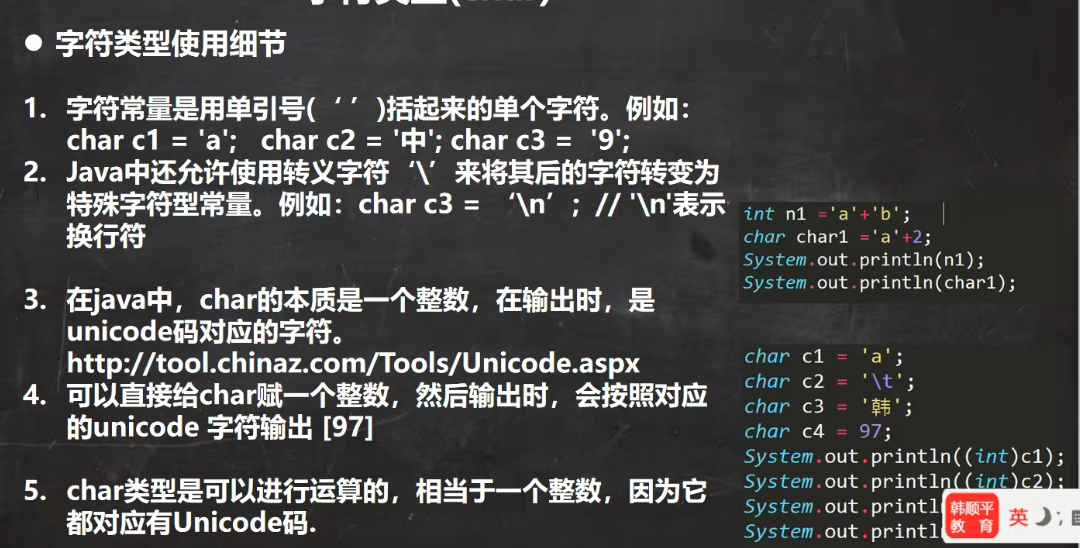 ● 字符类型使用细节
1. 字符常量是用单引号(‘ ’)括起来的单个字符。例如：
char c1 = 'a'; char c2 = '中'; char c3 = '9';
2. Java中还允许使用转义字符‘\’来将其后的字符转变为
特殊字符型常量。例如：char c3 = ‘\n’; // '\n'表示
换行符
3. 在java中，char的本质是一个整数，在输出时，是
unicode码对应的字符。
http://tool.chinaz.com/Tools/Unicode.aspx
4. 可以直接给char赋一个整数，然后输出时，会按照对应
的unicode 字符输出 [97]
5. char类型是可以进行运算的，相当于一个整数，因为它
都对应有Unicode码.
int n1 ='a'+'b';
char char1 ='a'+2;
System.out.println(n1);
System.out.println(char1);
char c1 = 'a';
char c2 = '\t';
char c3 = '韩';
char c4 = 97;
System.out.println((int)c1);
System.out.println((int)c2);
System.out.printl
System.out.printl
韩顺平
教育
英